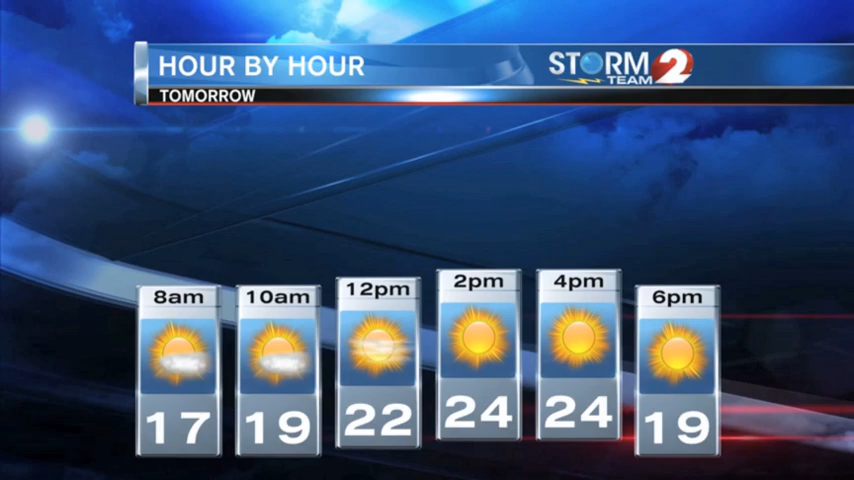 HOUR BY HOUR
STORM
TEAM 2
TOMORROW
8am 10am 12pm 2pm 4pm 6pm
17 19 22 24 24 19